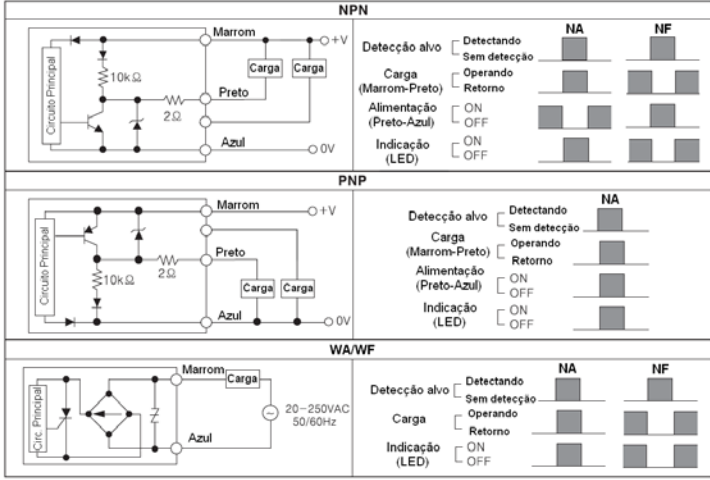 NPN
Circuito Principal
10kΩ
2Ω
Marrom
+V
Carga
Carga
Preto
Azul
0V
NA
NF
Detecção alvo
Detectando
Sem detecção
Carga
(Marrom-Preto)
Operando
Retorno
Alimentação
(Preto-Azul)
ON
OFF
Indicação
(LED)
ON
OFF
PNP
Circuito Principal
10kΩ
2Ω
Marrom
+V
Preto
Carga
Carga
Azul
0V
NA
Detecção alvo
Detectando
Sem detecção
Carga
(Marrom-Preto)
Operando
Retorno
Alimentação
(Preto-Azul)
ON
OFF
Indicação
(LED)
ON
OFF
WA/WF
Circ. Principal
Marrom
Carga
20-250VAC
50/60Hz
Azul
NA
NF
Detecção alvo
Detectando
Sem detecção
Carga
Operando
Retorno
Indicação
(LED)
ON
OFF